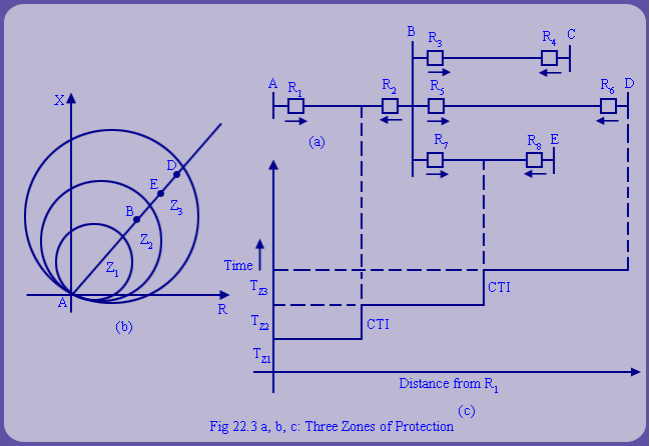 B
R3
R4 C
A R1
R2
R5
R6 D
(a)
R7
R8 E
X
D
E
B
Z3
Z2
Z1
A
R
(b)
Time
TZ3
TZ2
TZ1
CTI
CTI
Distance from R1
(c)
Fig 22.3 a, b, c: Three Zones of Protection